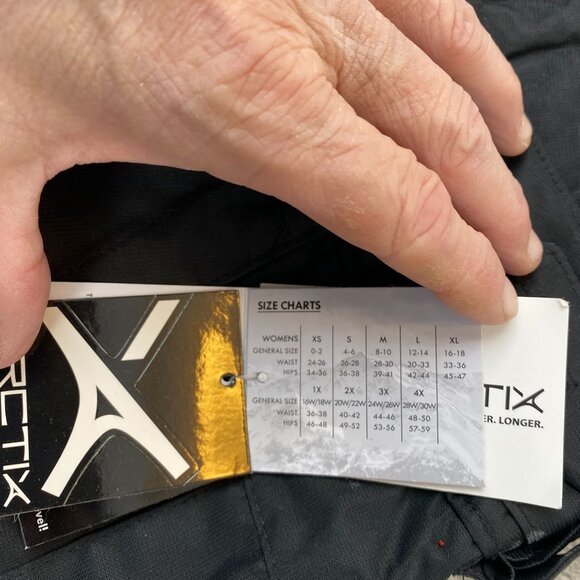 SIZE CHARTS
WOMENS XS S M L XL
GENERAL SIZE 0-2 4-6 8-10 12-14 16-18
WAIST 24-26 26-28 28-30 30-33 33-36
HIPS 34-36 36-38 39-41 42-44 45-47
1X 2X 3X 4X
GENERAL SIZE 16W/18W 20W/22W 24W/26W 28W/30W
WAIST 36-38 40-42 44-46 48-50
HIPS 46-48 49-52 53-56 57-59
RCTIX
vel!
TIX
ER. LONGER.
T